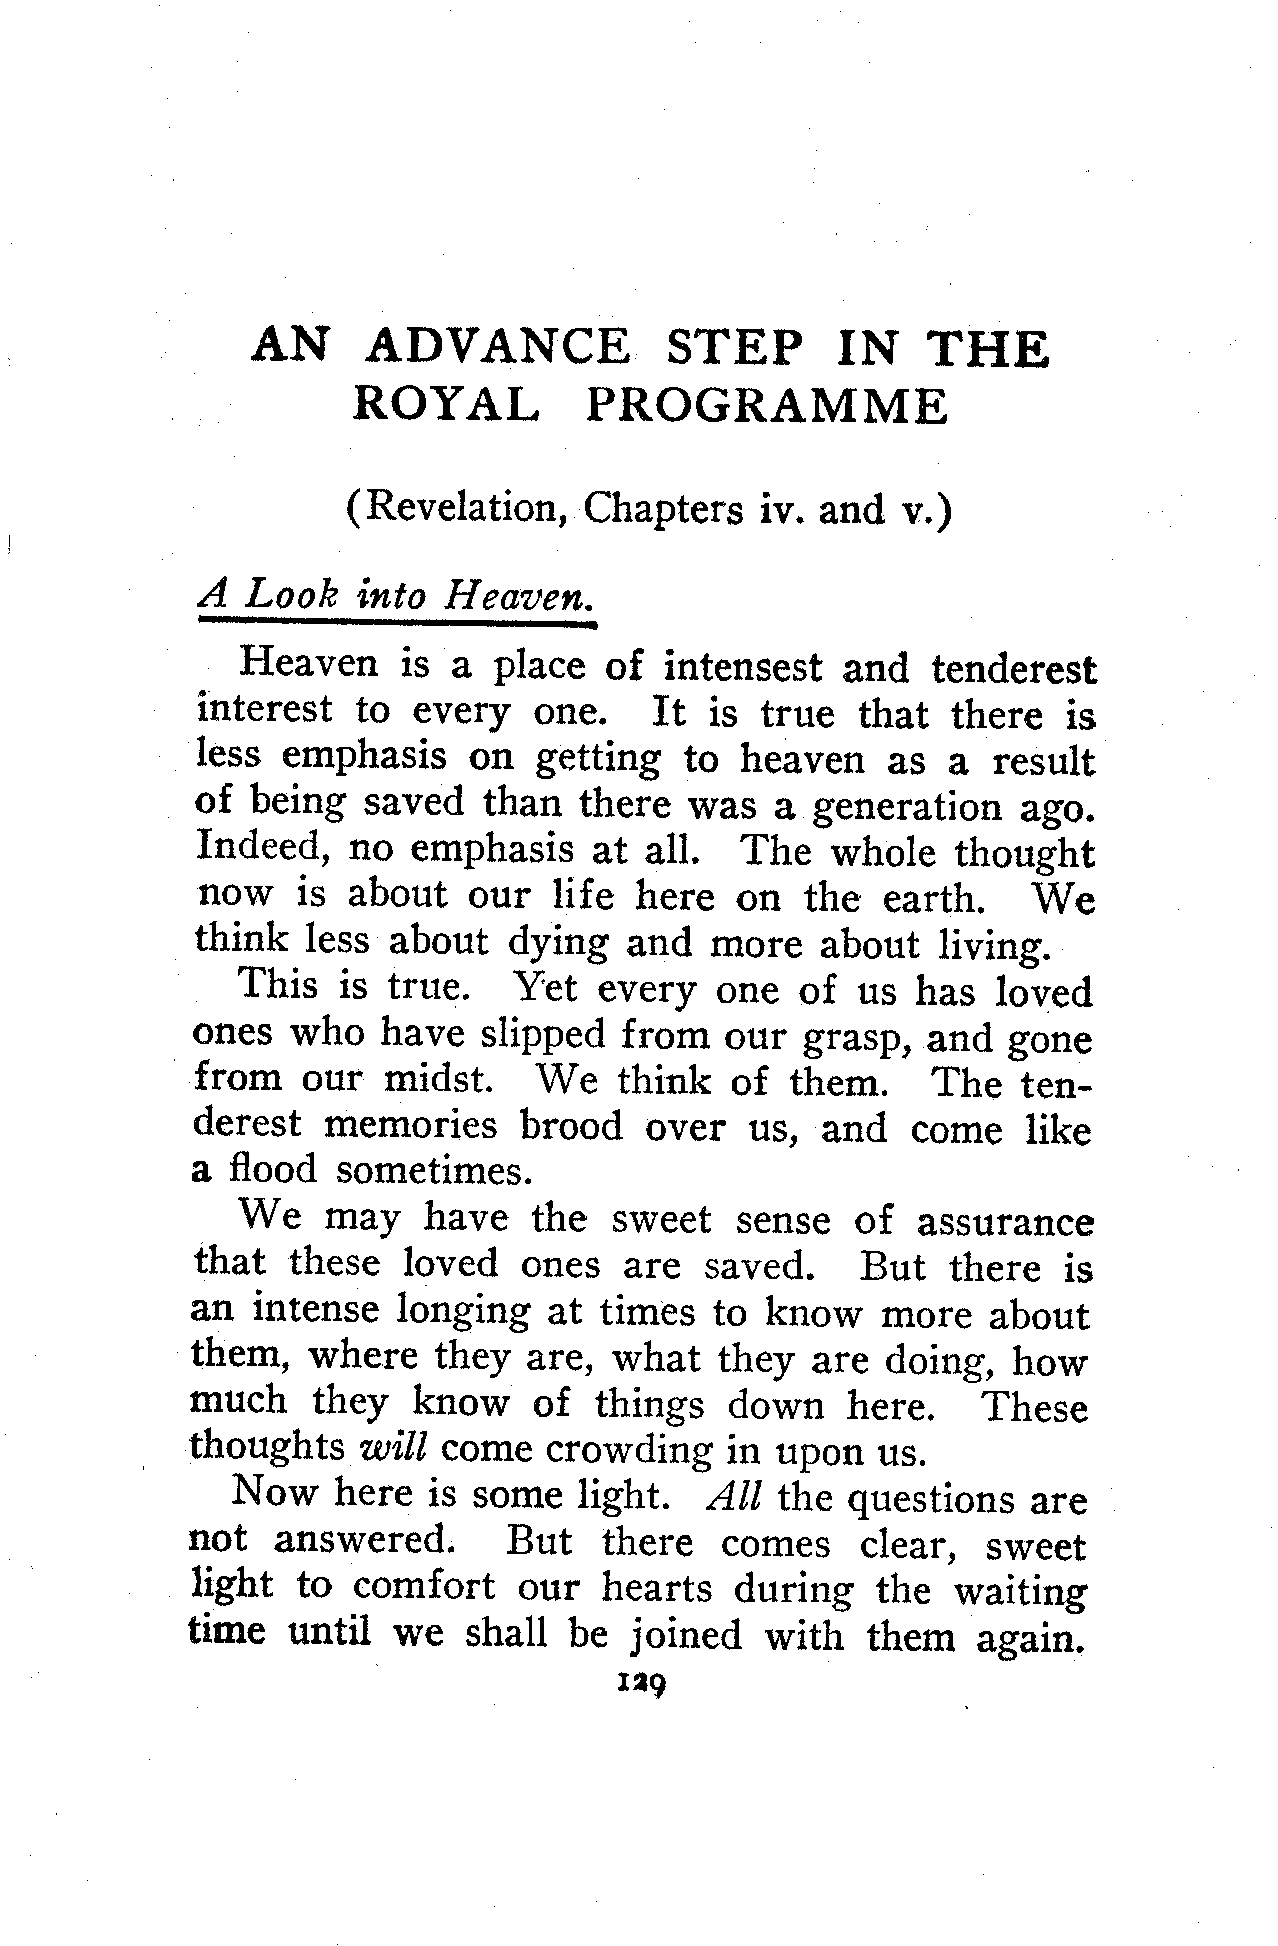 AN ADVANCE STEP IN THE
ROYAL PROGRAMME
(Revelation, Chapters iv. and v.)
A Look into Heaven.
Heaven is a place of intensest and tenderest
interest to every one. It is true that there is
less emphasis on getting to heaven as a result
of being saved than there was a generation ago.
Indeed, no emphasis at all. The whole thought
now is about our life here on the earth. We
think less about dying and more about living.
This is true. Yet every one of us has loved
ones who have slipped from our grasp, and gone
from our midst. We think of them. The ten-
derest memories brood over us, and come like
a flood sometimes.
We may have the sweet sense of assurance
that these loved ones are saved. But there is
an intense longing at times to know more about
them, where they are, what they are doing, how
much they know of things down here. These
thoughts will come crowding in upon us.
Now here is some light. All the questions are
not answered. But there comes clear, sweet
light to comfort our hearts during the waiting
time until we shall be joined with them again.
129